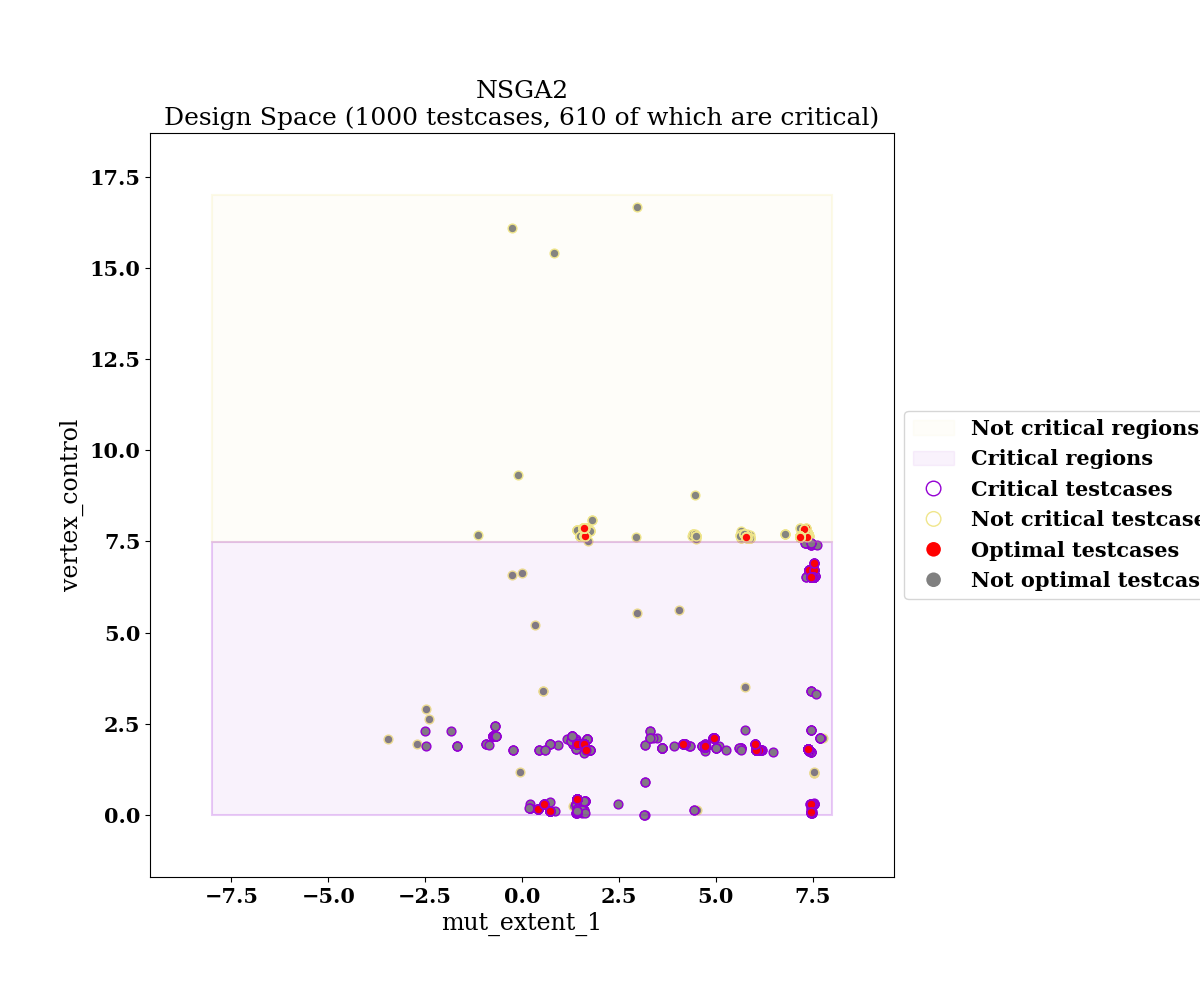 NSGA2
Design Space (1000 testcases, 610 of which are critical)
17.5
15.0
12.5
10.0
7.5
5.0
2.5
0.0
vertex_control
−7.5 −5.0 −2.5 0.0 2.5 5.0 7.5
mut_extent_1
Not critical regions
Critical regions
Critical testcases
Not critical testcase
Optimal testcases
Not optimal testcas